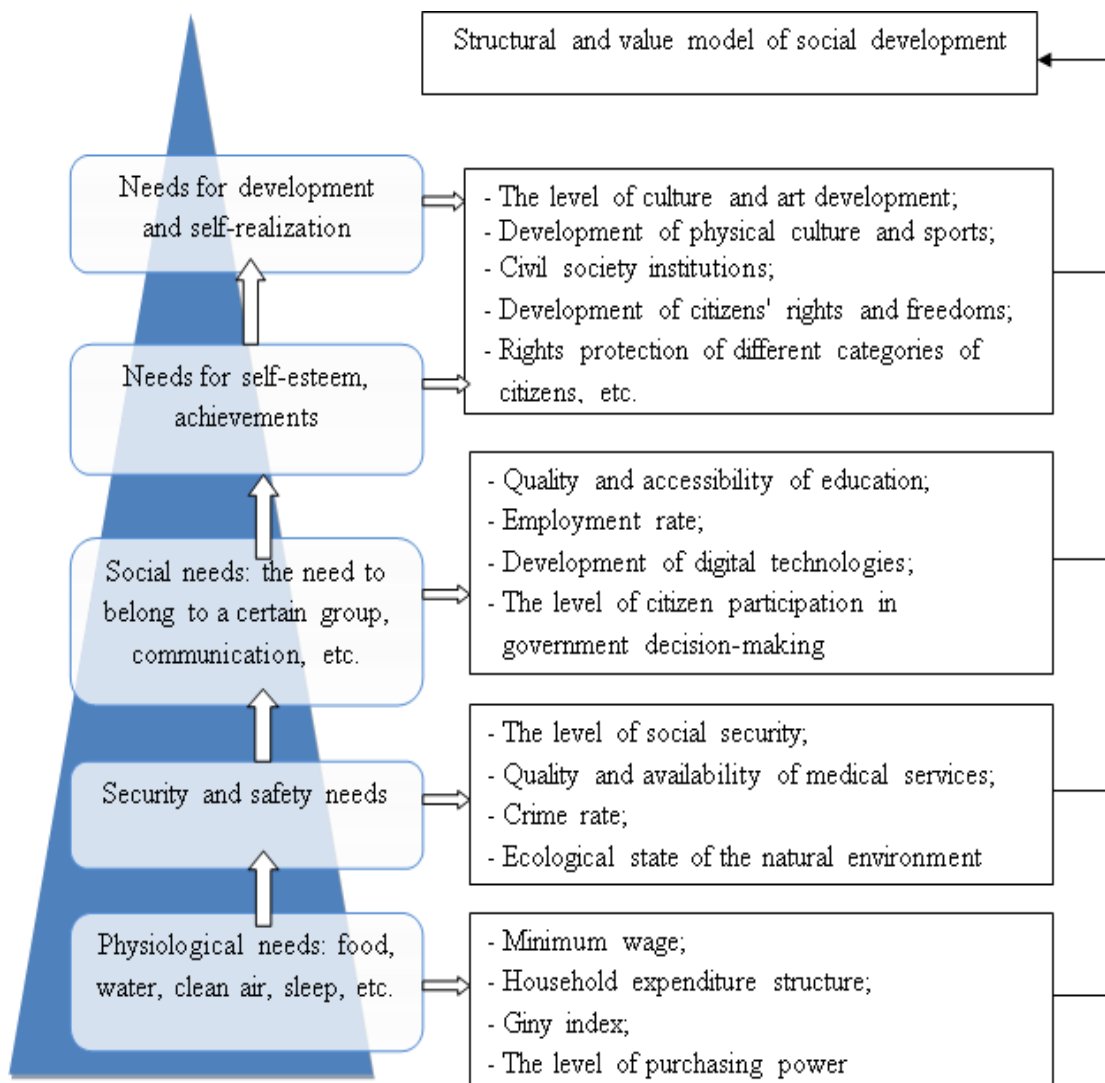 Structural and value model of social development
Needs for development
and self-realization
- The level of culture and art development;
- Development of physical culture and sports;
- Civil society institutions;
- Development of citizens' rights and freedoms;
- Rights protection of different categories of
citizens, etc.
Needs for self-esteem,
achievements
Social needs: the need to
belong to a certain group,
communication, etc.
- Quality and accessibility of education;
- Employment rate;
- Development of digital technologies;
- The level of citizen participation in
government decision-making
Security and safety needs
- The level of social security;
- Quality and availability of medical services;
- Crime rate;
- Ecological state of the natural environment
Physiological needs: food,
water, clean air, sleep, etc.
- Minimum wage;
- Household expenditure structure;
- Giny index;
- The level of purchasing power